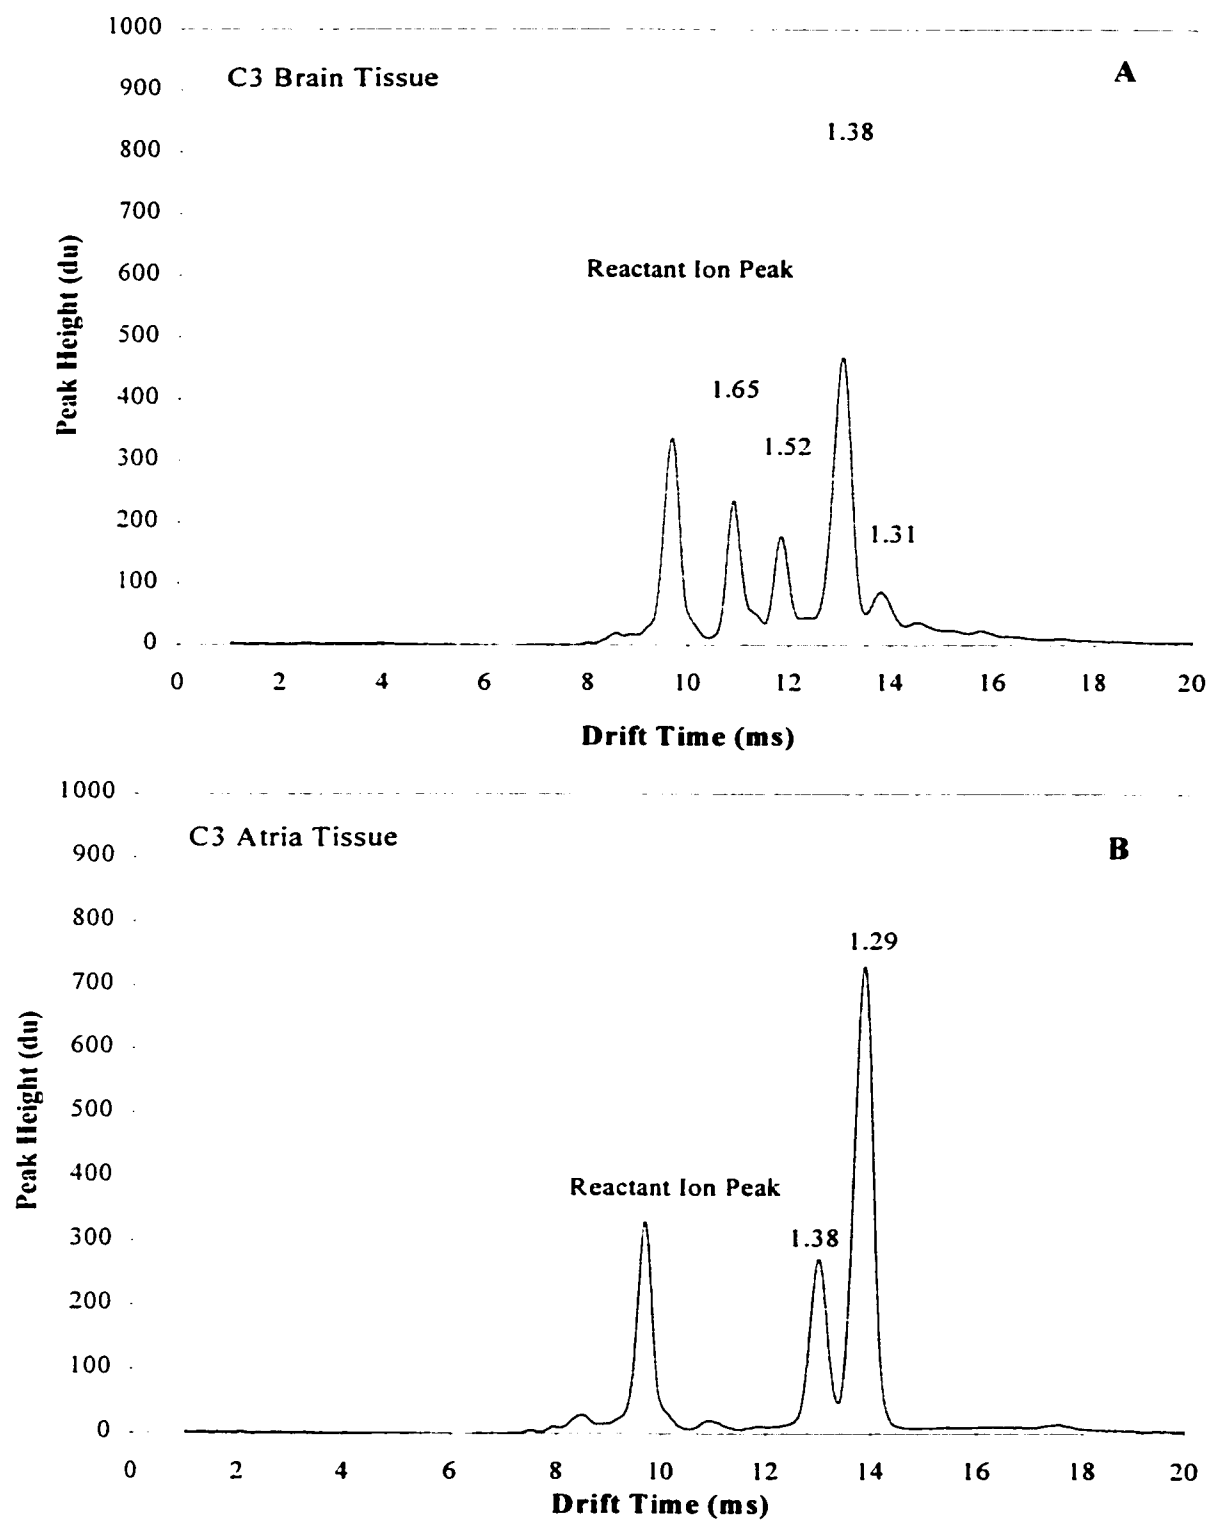 1000
C3 Brain Tissue
A
900
1.38
800
700
Reactant Ion Peak
600
500
1.65
400
1.52
300
200
1.31
100
0
0 2 4 6 8 10 12 14 16 18 20
Peak Height (du)
Drift Time (ms)
1000
C3 Atria Tissue
B
900
1.29
800
700
600
500
400
Reactant Ion Peak
1.38
300
200
100
0
0 2 4 6 8 10 12 14 16 18 20
Peak Height (du)
Drift Time (ms)